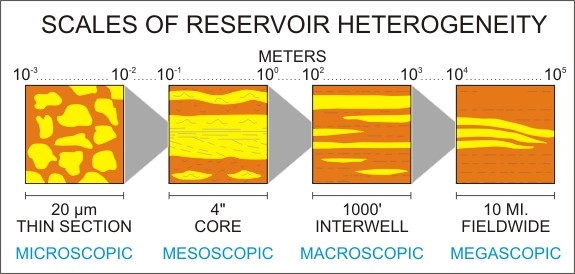 SCALES OF RESERVOIR HETEROGENEITY
METERS
10⁻³ 10⁻² 10⁻¹ 10⁰ 10² 10³ 10⁴ 10⁵
20 µm 4" 1000' 10 MI.
THIN SECTION CORE INTERWELL FIELDWIDE
MICROSCOPIC MESOSCOPIC MACROSCOPIC MEGASCOPIC